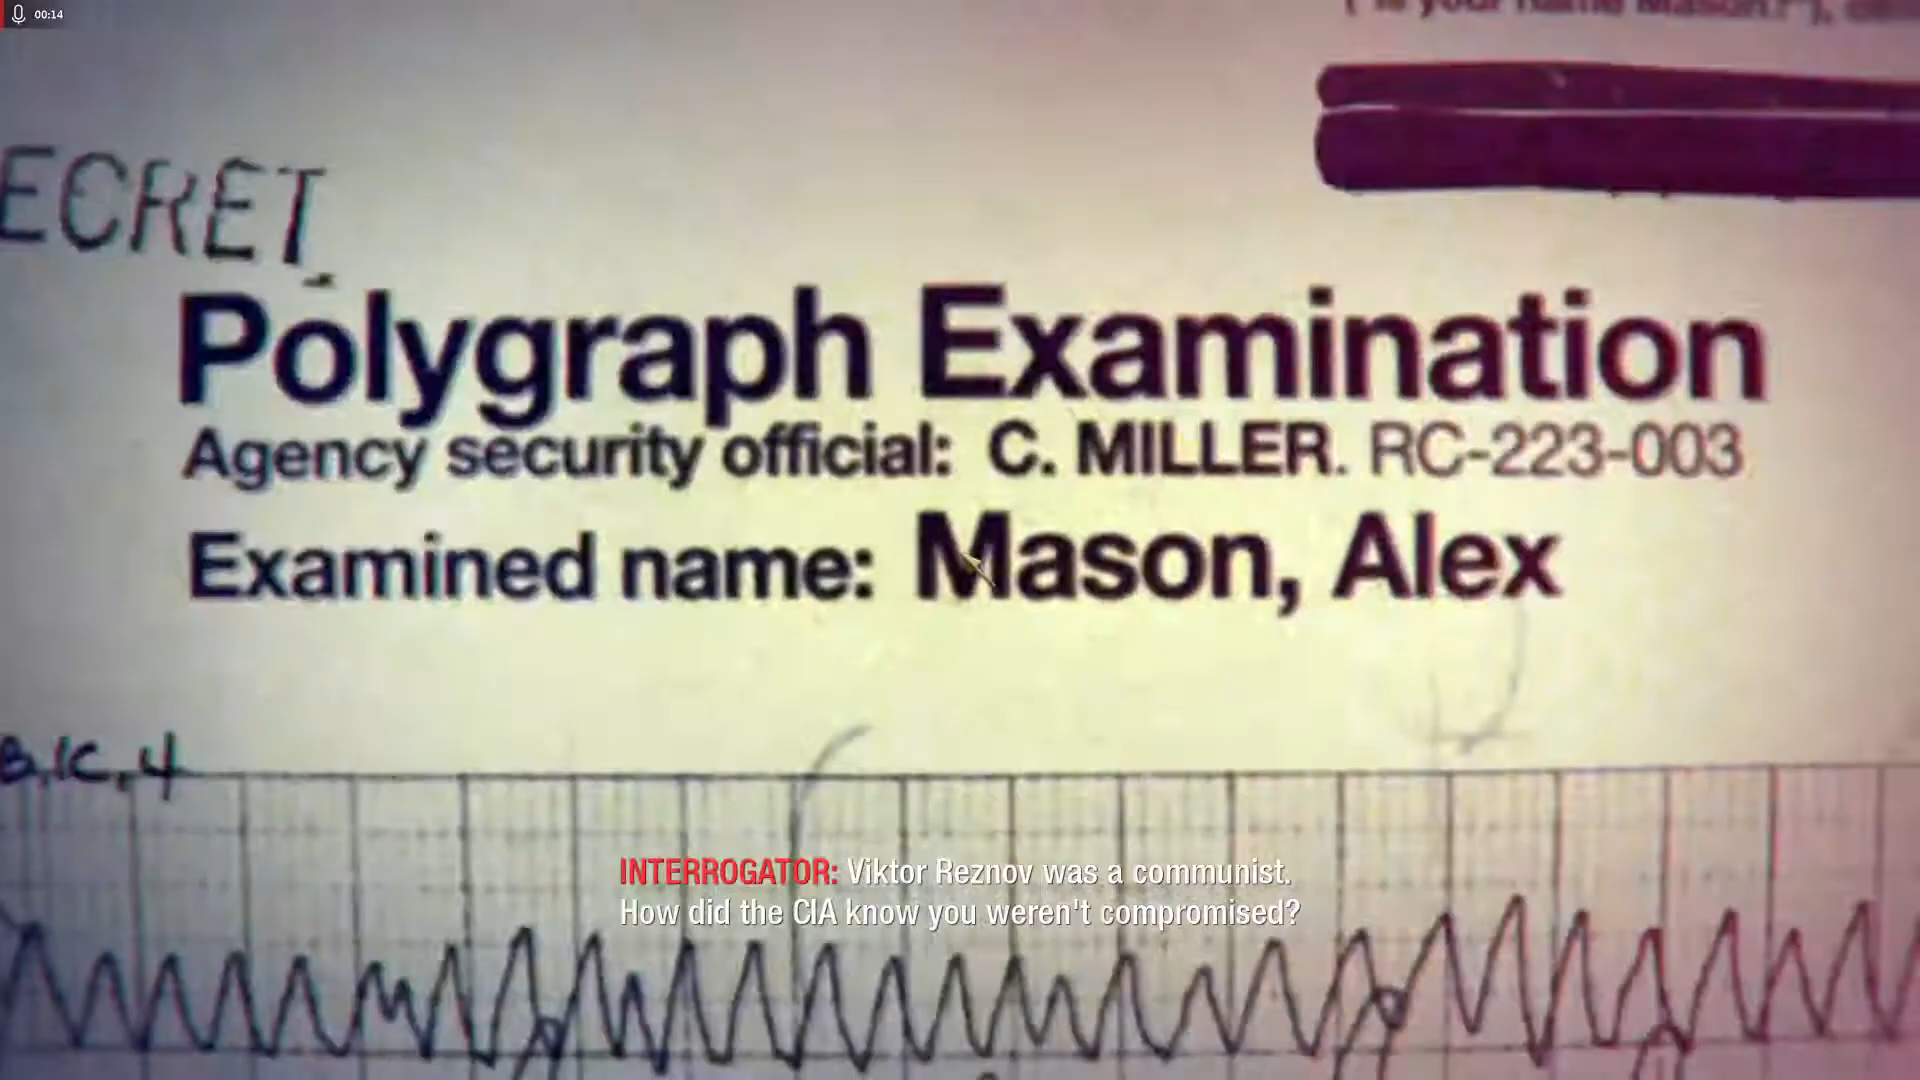 00:14
ECRET
Polygraph Examination
Agency security official: C. MILLER. RC-223-003
Examined name: Mason, Alex
B, 1C, 4
INTERROGATOR: Viktor Reznov was a communist.
How did the CIA know you weren't compromised?